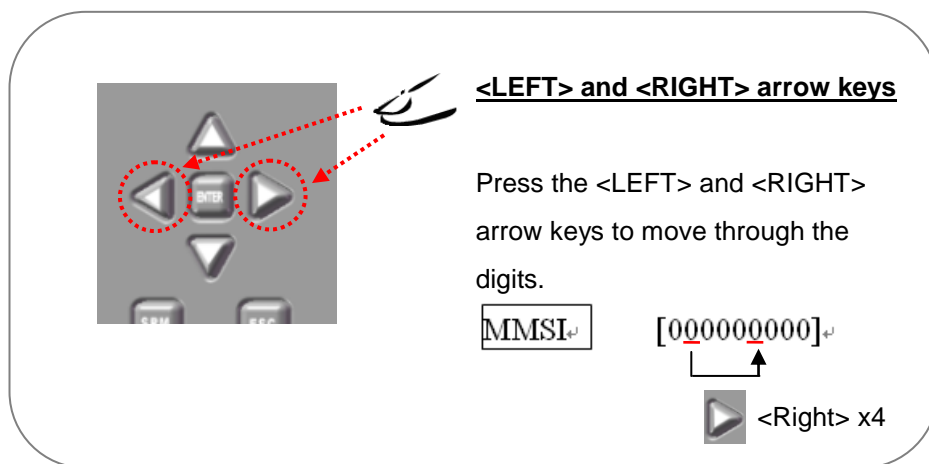 <LEFT> and <RIGHT> arrow keys
ENTER
Press the <LEFT> and <RIGHT>
arrow keys to move through the
digits.
MMSI↵ [000000000]↵
<Right> x4